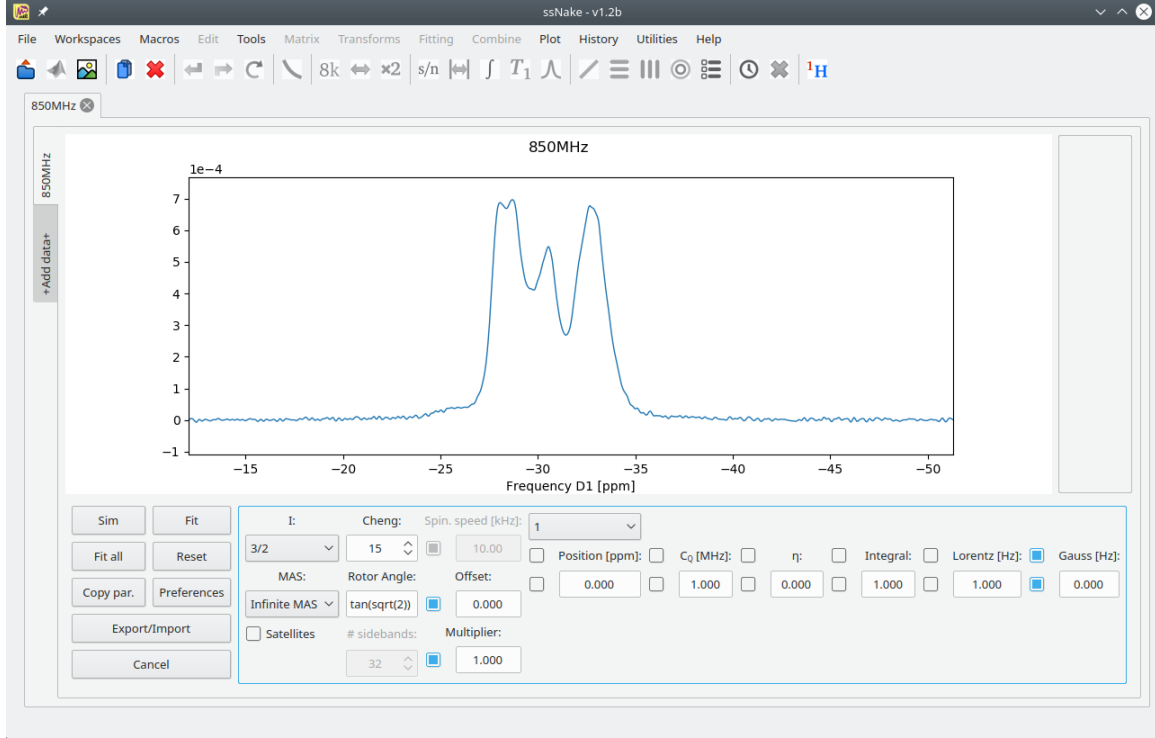 ssNake - v1.2b
File Workspaces Macros Edit Tools Matrix Transforms Fitting Combine Plot History Utilities Help
8k ×2 s/n ∫ T1 1H
850MHz
850MHz
+Add data+
850MHz
1e−4
7
6
5
4
3
2
1
0
−1
−15 −20 −25 −30 −35 −40 −45 −50
Frequency D1 [ppm]
Sim Fit I: Cheng: Spin. speed [kHz]: 1
Fit all Reset 3/2 15 10.00 Position [ppm]: CQ [MHz]: η: Integral: Lorentz [Hz]: Gauss [Hz]:
MAS: Rotor Angle: Offset: 0.000 1.000 0.000 1.000 1.000 0.000
Copy par. Preferences Infinite MAS tan(sqrt(2)) 0.000
Export/Import Satellites # sidebands: Multiplier:
Cancel 32 1.000